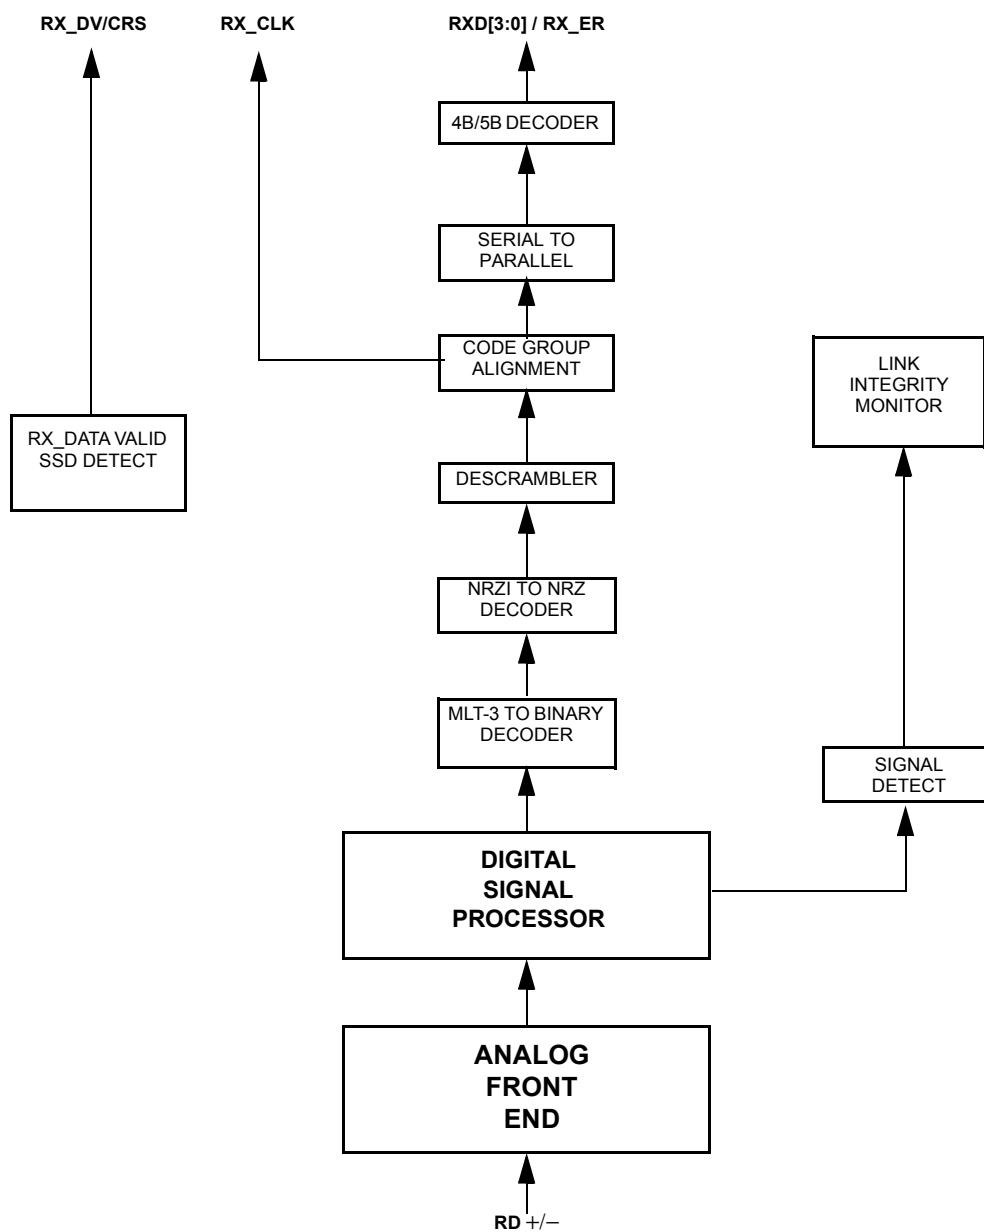 RX_DV/CRS
RX_CLK
RXD[3:0] / RX_ER
4B/5B DECODER
SERIAL TO
PARALLEL
CODE GROUP
ALIGNMENT
LINK
INTEGRITY
MONITOR
RX_DATA VALID
SSD DETECT
DESCRAMBLER
NRZI TO NRZ
DECODER
MLT-3 TO BINARY
DECODER
SIGNAL
DETECT
DIGITAL
SIGNAL
PROCESSOR
ANALOG
FRONT
END
RD +/−